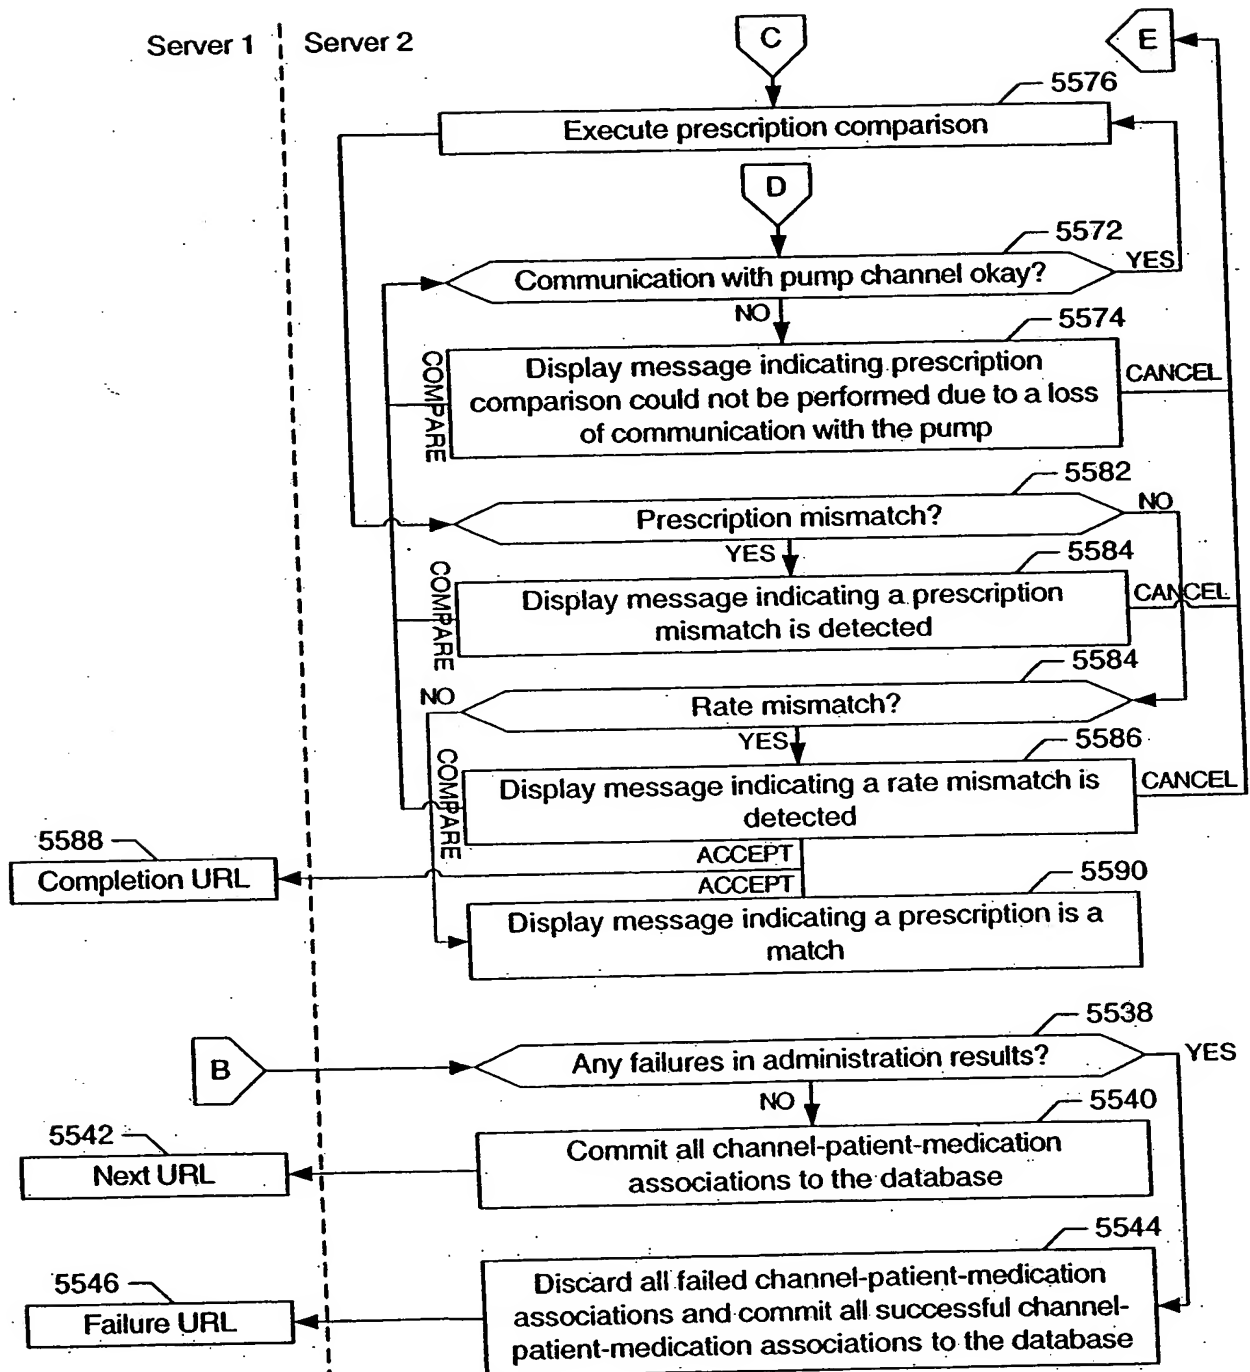 Server 1
Server 2
C
E
5576
Execute prescription comparison
D
5572
Communication with pump channel okay?
YES
NO
5574
Display message indicating prescription
comparison could not be performed due to a loss
of communication with the pump
COMPARE
CANCEL
5582
Prescription mismatch?
NO
YES
5584
Display message indicating a prescription
mismatch is detected
COMPARE
CANCEL
5584
Rate mismatch?
NO
YES
5586
Display message indicating a rate mismatch is
detected
COMPARE
CANCEL
5588
Completion URL
ACCEPT
ACCEPT
5590
Display message indicating a prescription is a
match
5538
B
Any failures in administration results?
YES
NO
5540
5542
Commit all channel-patient-medication
associations to the database
Next URL
5544
5546
Discard all failed channel-patient-medication
associations and commit all successful channel-
patient-medication associations to the database
Failure URL